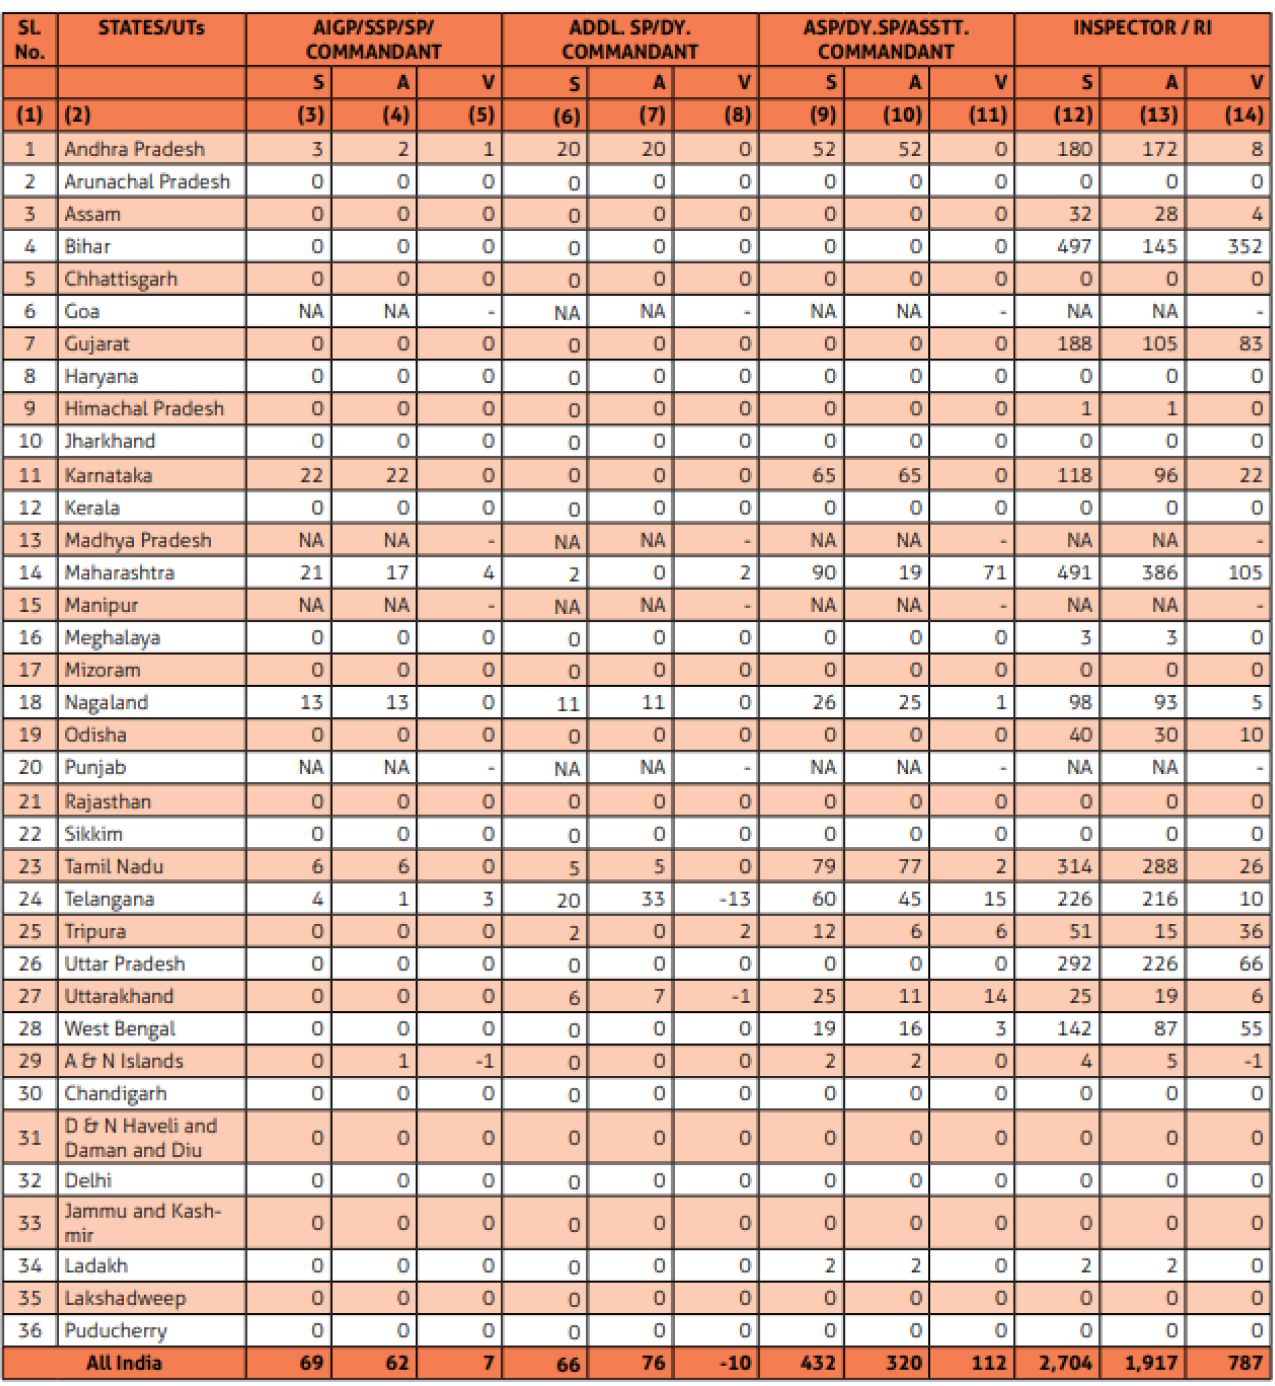 Sl. No. STATES/UTs AIGP/SSP/SP/ COMMANDANT ADDL. SP/DY. COMMANDANT ASP/DY.SP/ASSTT. COMMANDANT INSPECTOR / RI
S A V S A V S A V S A V
(1) (2) (3) (4) (5) (6) (7) (8) (9) (10) (11) (12) (13) (14)
1 Andhra Pradesh 3 2 1 20 20 0 52 52 0 180 172 8
2 Arunachal Pradesh 0 0 0 0 0 0 0 0 0 0 0 0
3 Assam 0 0 0 0 0 0 0 0 0 32 28 4
4 Bihar 0 0 0 0 0 0 0 0 0 497 145 352
5 Chhattisgarh 0 0 0 0 0 0 0 0 0 0 0 0
6 Goa NA NA - NA NA - NA NA - NA NA -
7 Gujarat 0 0 0 0 0 0 0 0 0 188 105 83
8 Haryana 0 0 0 0 0 0 0 0 0 0 0 0
9 Himachal Pradesh 0 0 0 0 0 0 0 0 0 1 1 0
10 Jharkhand 0 0 0 0 0 0 0 0 0 0 0 0
11 Karnataka 22 22 0 0 0 0 65 65 0 118 96 22
12 Kerala 0 0 0 0 0 0 0 0 0 0 0 0
13 Madhya Pradesh NA NA - NA NA - NA NA - NA NA -
14 Maharashtra 21 17 4 2 0 2 90 19 71 491 386 105
15 Manipur NA NA - NA NA - NA NA - NA NA -
16 Meghalaya 0 0 0 0 0 0 0 0 0 3 3 0
17 Mizoram 0 0 0 0 0 0 0 0 0 0 0 0
18 Nagaland 13 13 0 11 11 0 26 25 1 98 93 5
19 Odisha 0 0 0 0 0 0 0 0 0 40 30 10
20 Punjab NA NA - NA NA - NA NA - NA NA -
21 Rajasthan 0 0 0 0 0 0 0 0 0 0 0 0
22 Sikkim 0 0 0 0 0 0 0 0 0 0 0 0
23 Tamil Nadu 6 6 0 5 5 0 79 77 2 314 288 26
24 Telangana 4 1 3 20 33 -13 60 45 15 226 216 10
25 Tripura 0 0 0 2 0 2 12 6 6 51 15 36
26 Uttar Pradesh 0 0 0 0 0 0 0 0 0 292 226 66
27 Uttarakhand 0 0 0 6 7 -1 25 11 14 25 19 6
28 West Bengal 0 0 0 0 0 0 19 16 3 142 87 55
29 A & N Islands 0 1 -1 0 0 0 2 2 0 4 5 -1
30 Chandigarh 0 0 0 0 0 0 0 0 0 0 0 0
31 D & N Haveli and Daman and Diu 0 0 0 0 0 0 0 0 0 0 0 0
32 Delhi 0 0 0 0 0 0 0 0 0 0 0 0
33 Jammu and Kash- mir 0 0 0 0 0 0 0 0 0 0 0 0
34 Ladakh 0 0 0 0 0 0 2 2 0 2 2 0
35 Lakshadweep 0 0 0 0 0 0 0 0 0 0 0 0
36 Puducherry 0 0 0 0 0 0 0 0 0 0 0 0
All India 69 62 7 66 76 -10 432 320 112 2,704 1,917 787